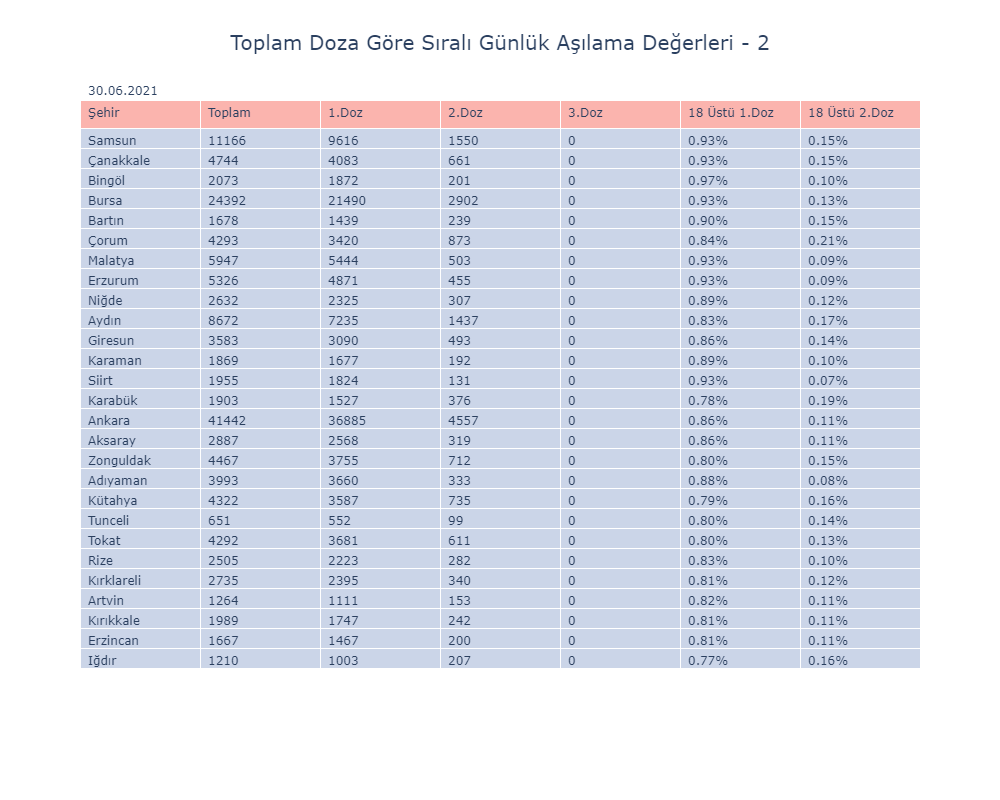 Toplam Doza Göre Sıralı Günlük Aşılama Değerleri - 2
30.06.2021
Şehir Toplam 1.Doz 2.Doz 3.Doz 18 Üstü 1.Doz 18 Üstü 2.Doz
Samsun 11166 9616 1550 0 0.93% 0.15%
Çanakkale 4744 4083 661 0 0.93% 0.15%
Bingöl 2073 1872 201 0 0.97% 0.10%
Bursa 24392 21490 2902 0 0.93% 0.13%
Bartın 1678 1439 239 0 0.90% 0.15%
Çorum 4293 3420 873 0 0.84% 0.21%
Malatya 5947 5444 503 0 0.93% 0.09%
Erzurum 5326 4871 455 0 0.93% 0.09%
Niğde 2632 2325 307 0 0.89% 0.12%
Aydın 8672 7235 1437 0 0.83% 0.17%
Giresun 3583 3090 493 0 0.86% 0.14%
Karaman 1869 1677 192 0 0.89% 0.10%
Siirt 1955 1824 131 0 0.93% 0.07%
Karabük 1903 1527 376 0 0.78% 0.19%
Ankara 41442 36885 4557 0 0.86% 0.11%
Aksaray 2887 2568 319 0 0.86% 0.11%
Zonguldak 4467 3755 712 0 0.80% 0.15%
Adıyaman 3993 3660 333 0 0.88% 0.08%
Kütahya 4322 3587 735 0 0.79% 0.16%
Tunceli 651 552 99 0 0.80% 0.14%
Tokat 4292 3681 611 0 0.80% 0.13%
Rize 2505 2223 282 0 0.83% 0.10%
Kırklareli 2735 2395 340 0 0.81% 0.12%
Artvin 1264 1111 153 0 0.82% 0.11%
Kırıkkale 1989 1747 242 0 0.81% 0.11%
Erzincan 1667 1467 200 0 0.81% 0.11%
Iğdır 1210 1003 207 0 0.77% 0.16%